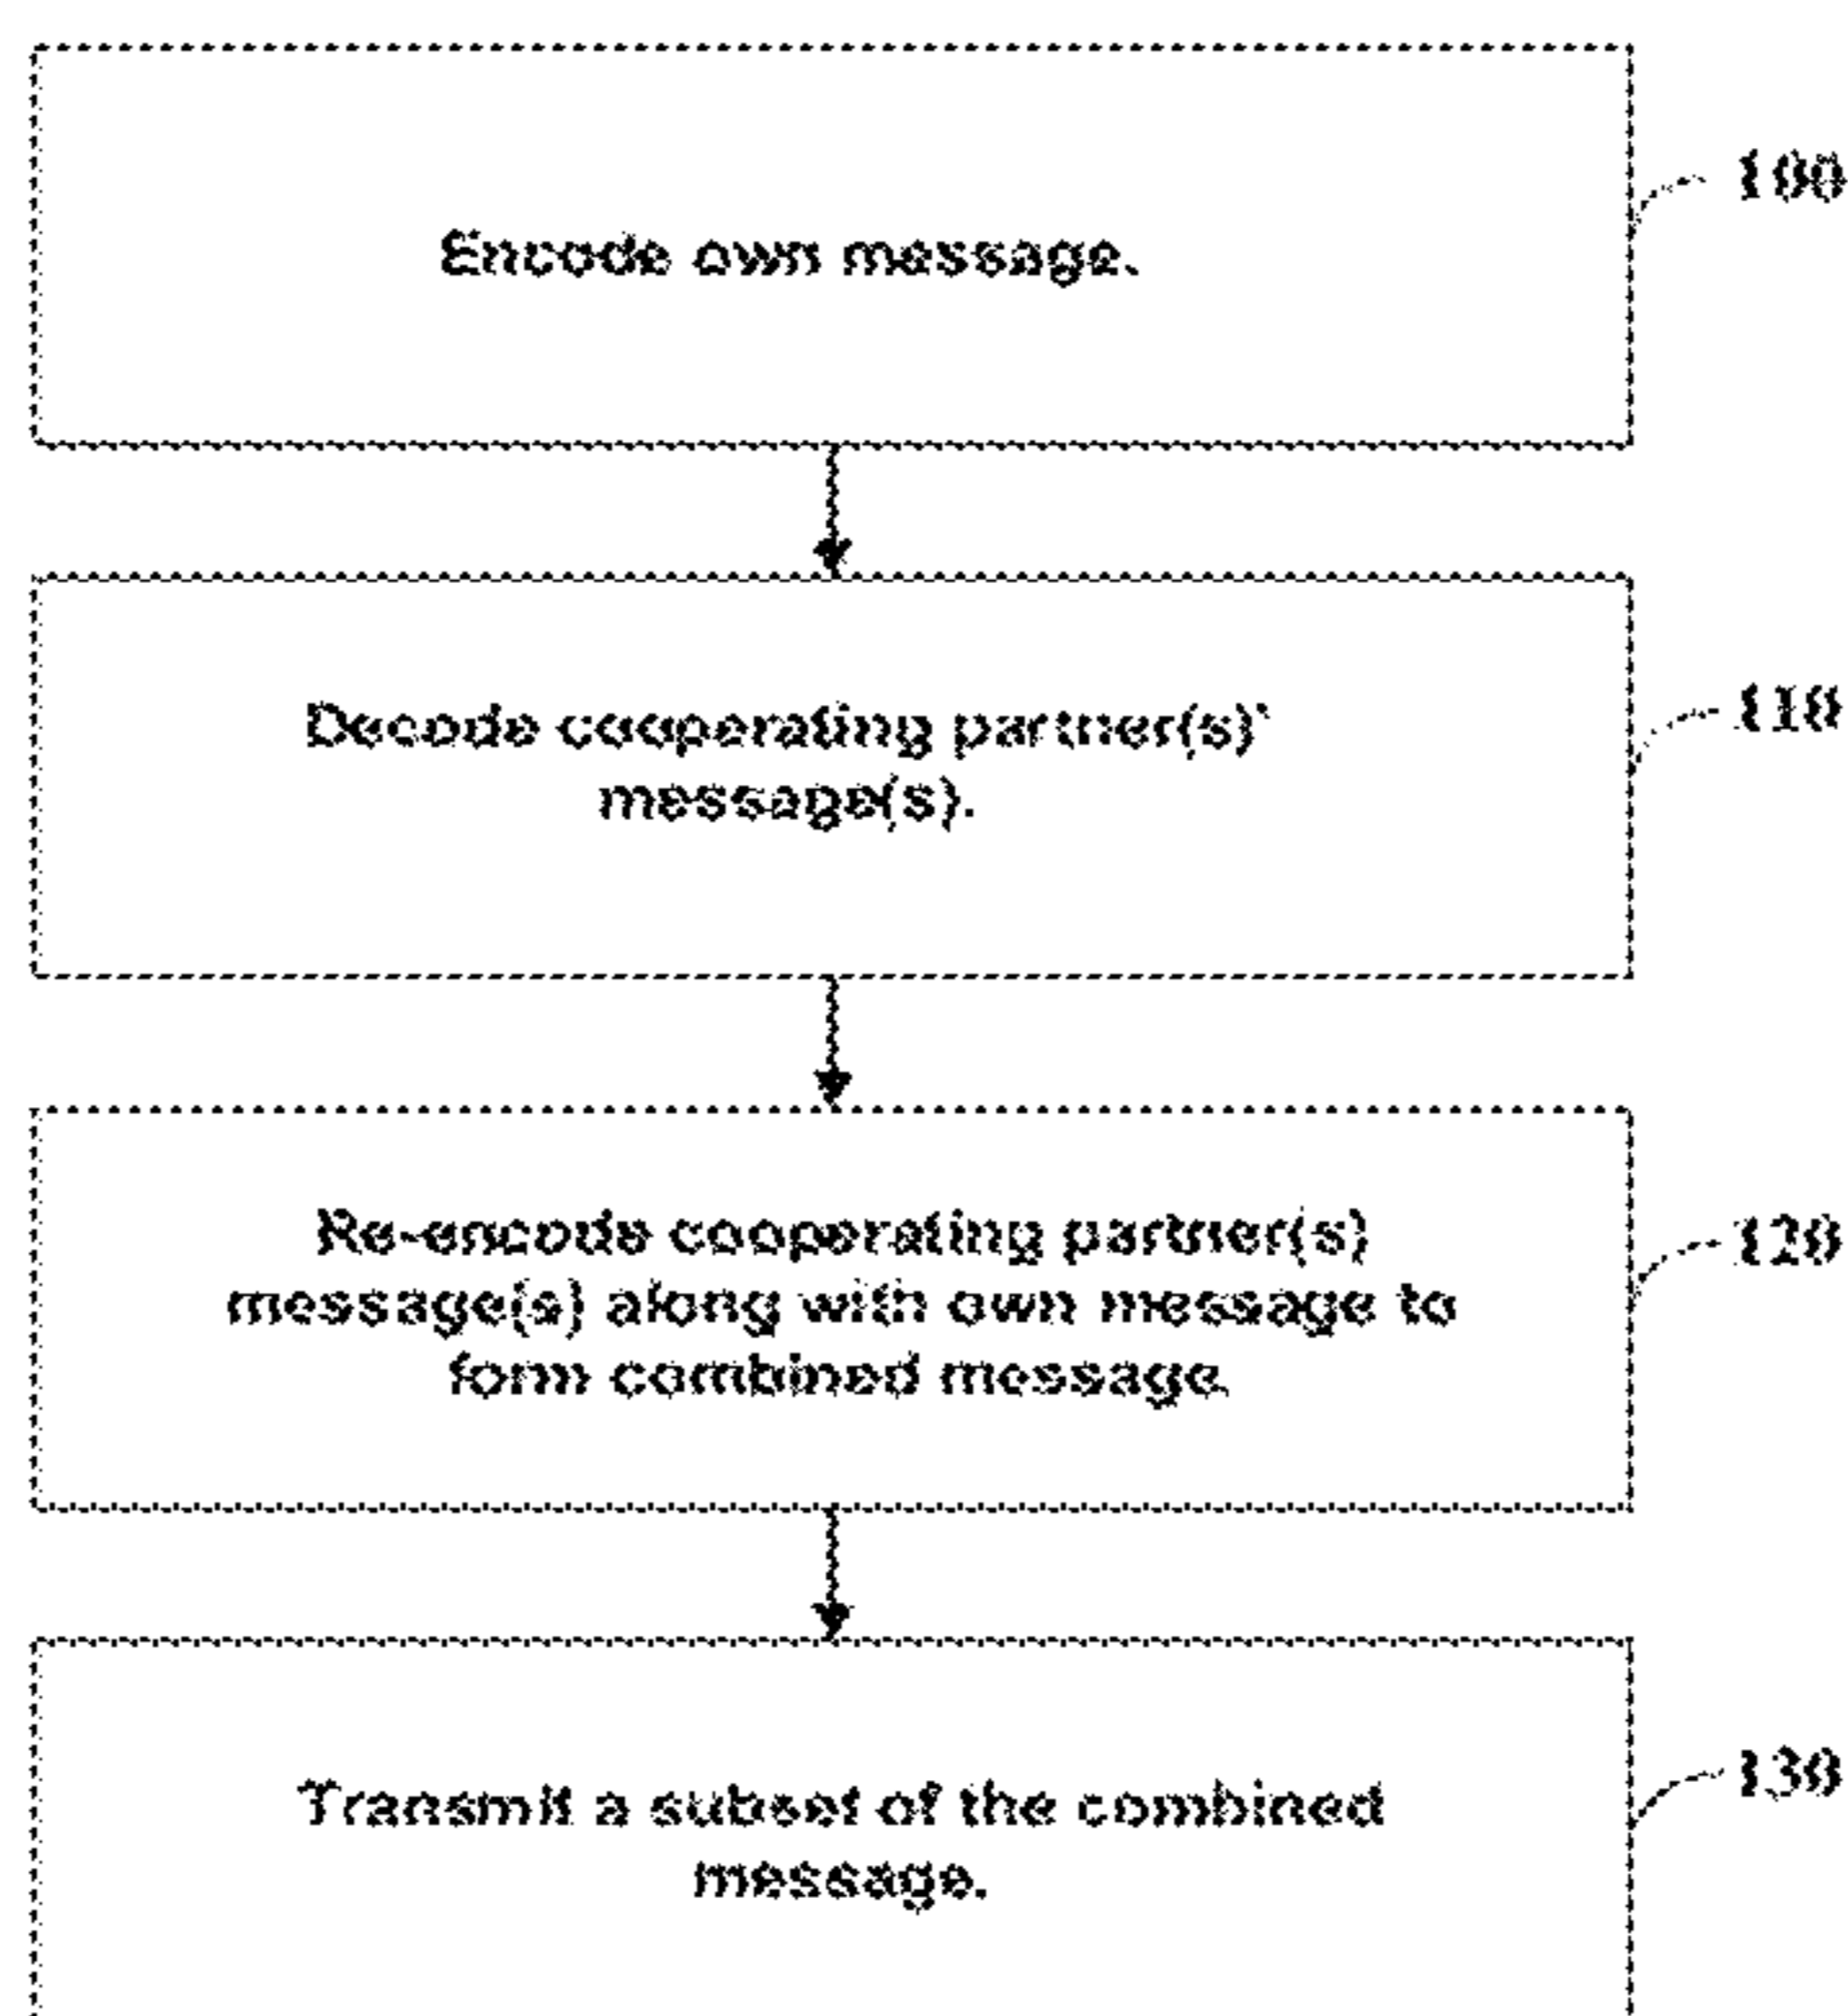 Encode own message.
100
Decode cooperating partner(s)'
message(s).
110
Re-encode cooperating partner(s)
message(s) along with own message to
form combined message.
120
Transmit a subset of the combined
message.
130